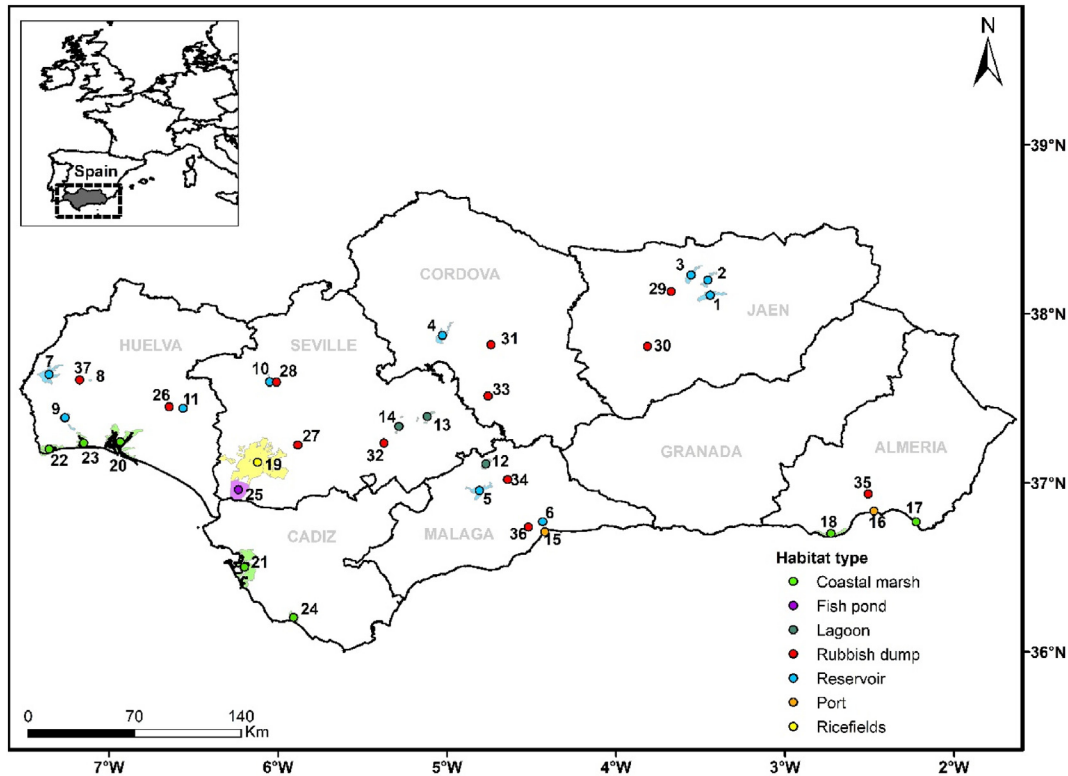 N
Spain
39°N
CORDOVA
3
2
29
1
JAEN
38°N
4
HUELVA
SEVILLE
31
30
7
37
8
10
28
33
26
11
9
14
13
GRANADA
ALMERIA
27
32
22
23
20
19
12
34
35
37°N
25
5
17
6
16
18
CADIZ
MALAGA
36
15
21
24
Habitat type
Coastal marsh
Fish pond
Lagoon
Rubbish dump
Reservoir
Port
Ricefields
36°N
0 70 140
Km
7°W 6°W 5°W 4°W 3°W 2°W